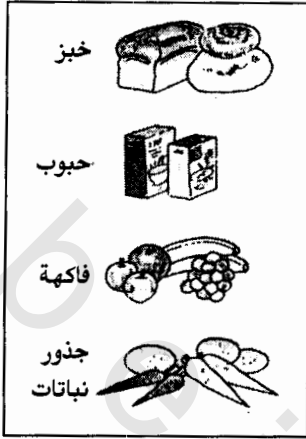 خبز
حبوب
فاكهة
جذور
نباتات